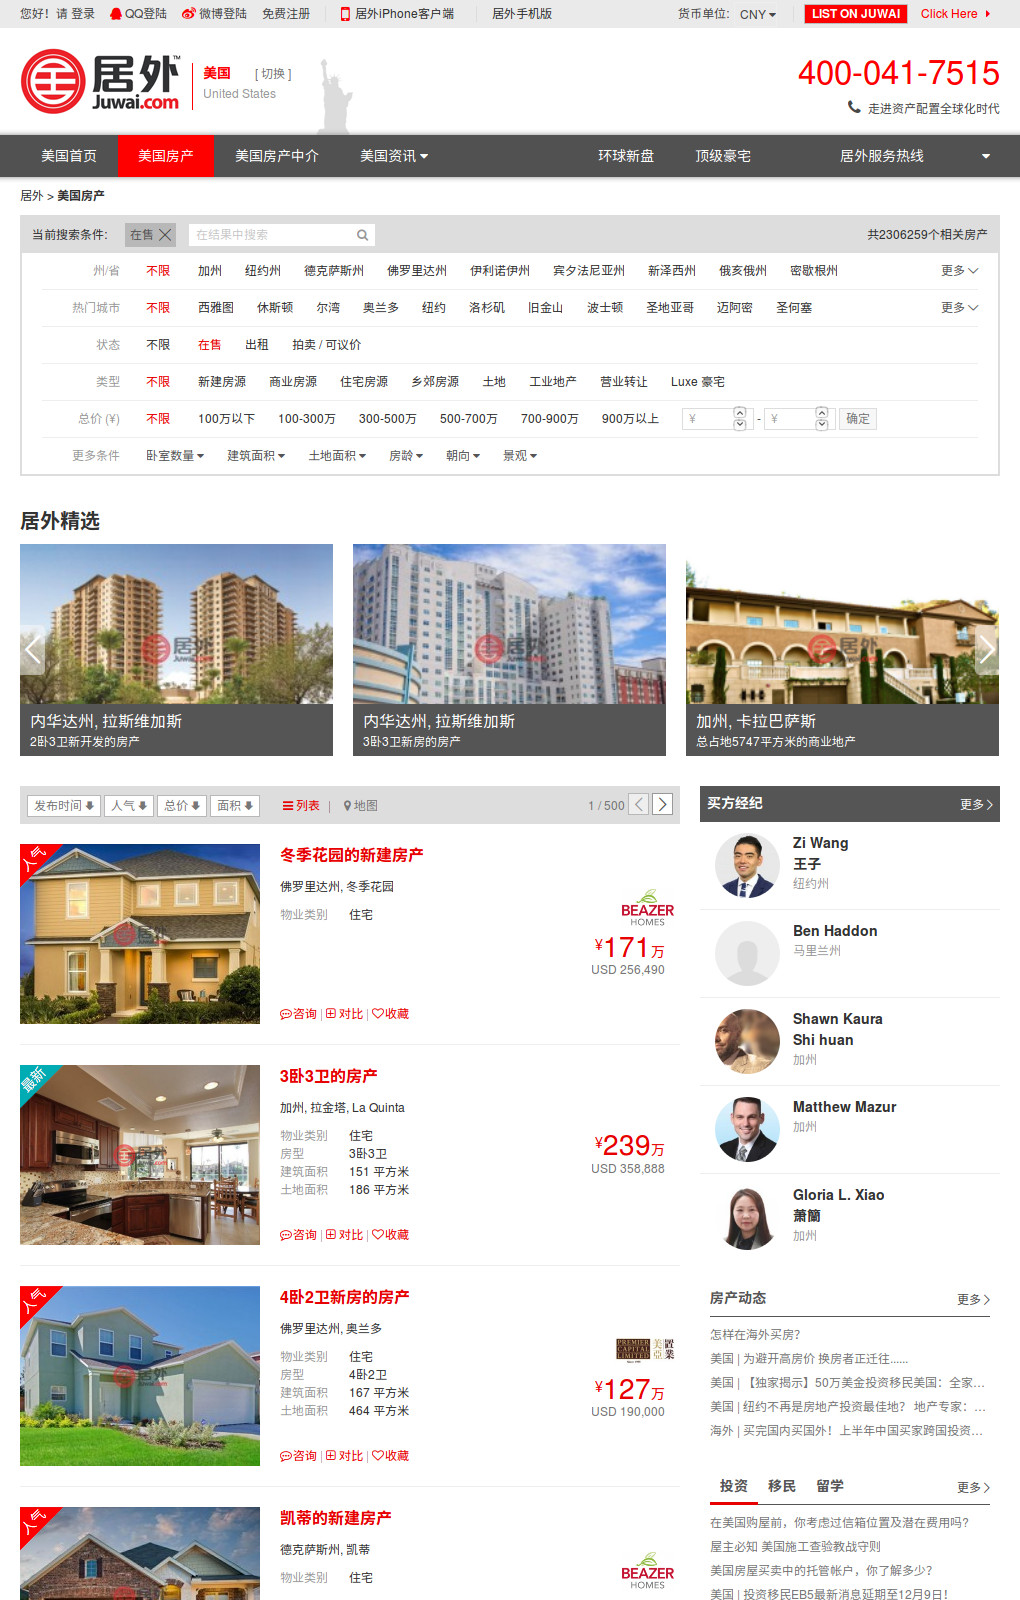 您好！请 登录 QQ登陆 微博登陆 免费注册 居外iPhone客户端 居外手机版 货币单位: CNY LIST ON JUWAI Click Here
居外™ Juwai.com
美国 [ 切换 ]
United States
400-041-7515
走进资产配置全球化时代
美国首页 美国房产 美国房产中介 美国资讯 环球新盘 顶级豪宅 居外服务热线
居外 > 美国房产
当前搜索条件: 在售 在结果中搜索 共2306259个相关房产
州/省 不限 加州 纽约州 德克萨斯州 佛罗里达州 伊利诺伊州 宾夕法尼亚州 新泽西州 俄亥俄州 密歇根州 更多
热门城市 不限 西雅图 休斯顿 尔湾 奥兰多 纽约 洛杉矶 旧金山 波士顿 圣地亚哥 迈阿密 圣何塞 更多
状态 不限 在售 出租 拍卖 / 可议价
类型 不限 新建房源 商业房源 住宅房源 乡郊房源 土地 工业地产 营业转让 Luxe 豪宅
总价 (¥) 不限 100万以下 100-300万 300-500万 500-700万 700-900万 900万以上 ¥ - ¥ 确定
更多条件 卧室数量 建筑面积 土地面积 房龄 朝向 景观
居外精选
内华达州, 拉斯维加斯
2卧3卫新开发的房产
内华达州, 拉斯维加斯
3卧3卫新房的房产
加州, 卡拉巴萨斯
总占地5747平方米的商业地产
发布时间 人气 总价 面积 列表 | 地图 1 / 500
人气
冬季花园的新建房产
佛罗里达州, 冬季花园
物业类别 住宅
BEAZER
HOMES
¥171万
USD 256,490
咨询 | 对比 | 收藏
最新
3卧3卫的房产
加州, 拉金塔, La Quinta
物业类别 住宅
房型 3卧3卫
建筑面积 151 平方米
土地面积 186 平方米
¥239万
USD 358,888
咨询 | 对比 | 收藏
人气
4卧2卫新房的房产
佛罗里达州, 奥兰多
物业类别 住宅
房型 4卧2卫
建筑面积 167 平方米
土地面积 464 平方米
PREMIER
CAPITAL
LIMITED
¥127万
USD 190,000
咨询 | 对比 | 收藏
人气
凯蒂的新建房产
德克萨斯州, 凯蒂
物业类别 住宅
BEAZER
HOMES
买方经纪 更多
Zi Wang
王子
纽约州
Ben Haddon
马里兰州
Shawn Kaura
Shi huan
加州
Matthew Mazur
加州
Gloria L. Xiao
萧蘭
加州
房产动态 更多
怎样在海外买房？
美国 | 为避开高房价 换房者正迁往......
美国 | 【独家揭示】50万美金投资移民美国：全家…
美国 | 纽约不再是房地产投资最佳地？ 地产专家：…
海外 | 买完国内买国外！上半年中国买家跨国投资…
投资 移民 留学 更多
在美国购屋前，你考虑过信箱位置及潜在费用吗?
屋主必知 美国施工查验教战守则
美国房屋买卖中的托管帐户，你了解多少?
美国 | 投资移民EB5最新消息延期至12月9日!